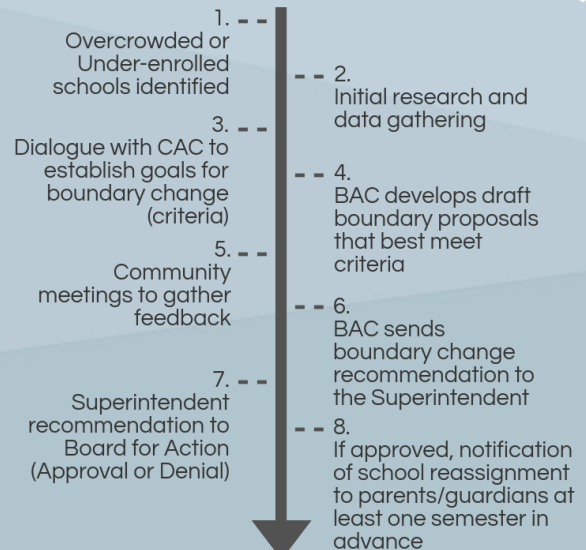 1.
Overcrowded or
Under-enrolled
schools identified
2.
Initial research and
data gathering
3.
Dialogue with CAC to
establish goals for
boundary change
(criteria)
4.
BAC develops draft
boundary proposals
that best meet
criteria
5.
Community
meetings to gather
feedback
6.
BAC sends
boundary change
recommendation to
the Superintendent
7.
Superintendent
recommendation to
Board for Action
(Approval or Denial)
8.
If approved, notification
of school reassignment
to parents/guardians at
least one semester in
advance